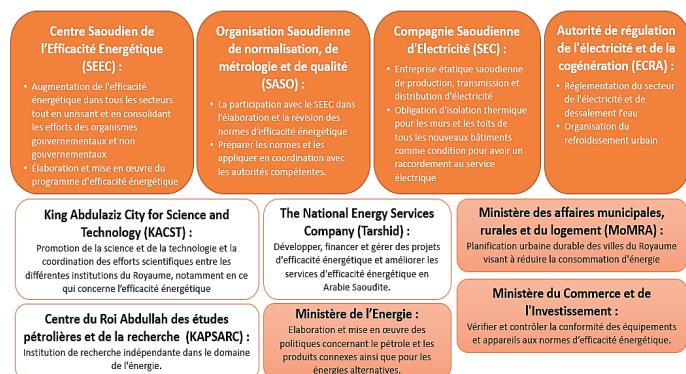 Centre Saoudien de
l'Efficacité Energétique
(SEEC) :
• Augmentation de l'efficacité
énergétique dans tous les secteurs
tout en unissant et en consolidant
les efforts des organismes
gouvernementaux et non
gouvernementaux
• Élaboration et mise en œuvre du
programme d'efficacité énergétique
Organisation Saoudienne
de normalisation, de
métrologie et de qualité
(SASO) :
• La participation avec le SEEC dans
l'élaboration et la révision des
normes d'efficacité énergétique
• Préparer les normes et les
appliquer en coordination avec
les autorités compétentes.
Compagnie Saoudienne
d'Electricité (SEC) :
• Entreprise étatique saoudienne
de production, transmission et
distribution d'électricité
• Obligation d'isolation thermique
pour les murs et les toits de
tous les nouveaux bâtiments
comme condition pour avoir un
raccordement au service
électrique
Autorité de régulation
de l'électricité et de la
cogénération (ECRA) :
• Réglementation du secteur
de l'électricité et de
dessalement l'eau
• Organisation du
refroidissement urbain
King Abdulaziz City for Science and
Technology (KACST) :
Promotion de la science et de la technologie et la
coordination des efforts scientifiques entre les
différentes institutions du Royaume, notamment en ce
qui concerne l'efficacité énergétique
The National Energy Services
Company (Tarshid) :
Développer, financer et gérer des projets
d'efficacité énergétique et améliorer les
services d'efficacité énergétique en
Arabie Saoudite.
Ministère des affaires municipales,
rurales et du logement (MoMRA) :
Planification urbaine durable des villes du Royaume
visant à réduire la consommation d'énergie
Centre du Roi Abdullah des études
pétrolières et de la recherche (KAPSARC) :
Institution de recherche indépendante dans le domaine
de l'énergie.
Ministère de l'Energie :
Elaboration et mise en œuvre des
politiques concernant le pétrole et les
produits connexes ainsi que pour les
énergies alternatives.
Ministère du Commerce et de
l'Investissement :
Vérifier et contrôler la conformité des équipements
et appareils aux normes d'efficacité énergétique.